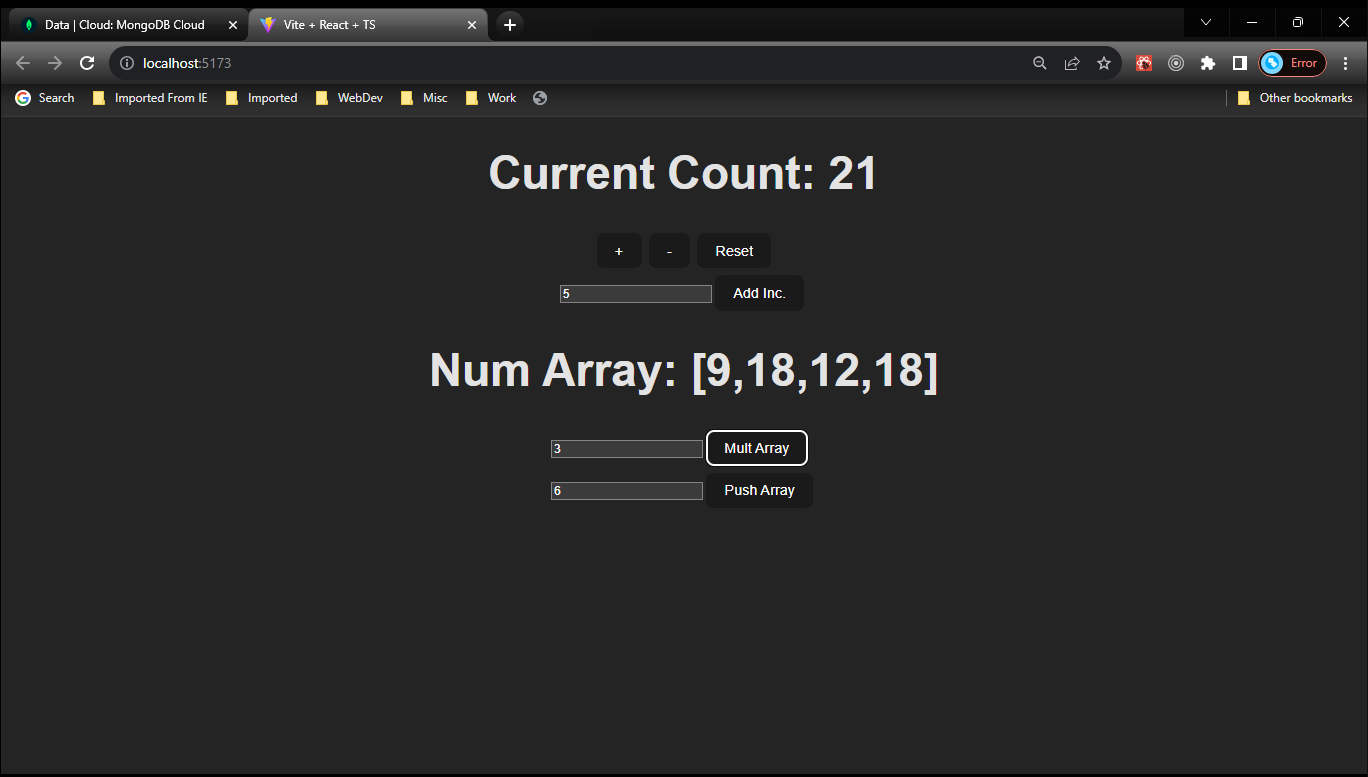 Data | Cloud: MongoDB Cloud
Vite + React + TS
localhost:5173
Error
Search
Imported From IE
Imported
WebDev
Misc
Work
Other bookmarks
Current Count: 21
+ - Reset
5 Add Inc.
Num Array: [9,18,12,18]
3 Mult Array
6 Push Array